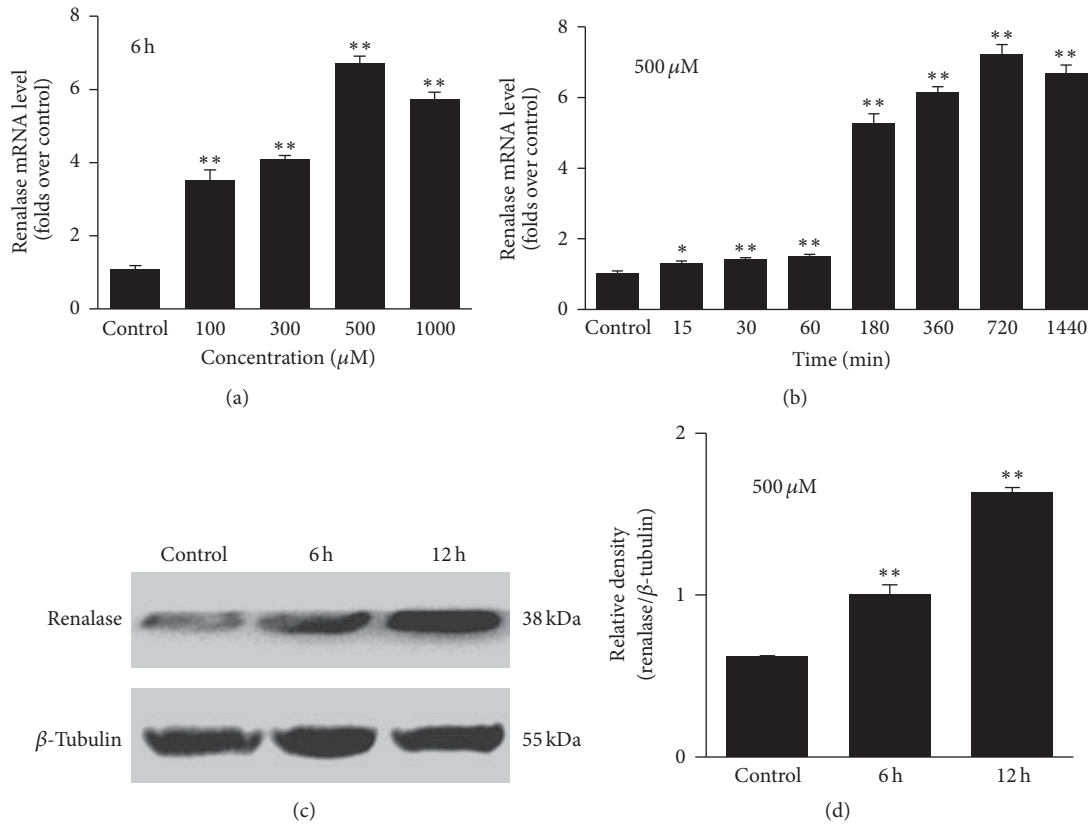 Renalase mRNA level
(folds over control)
8
6
4
2
0
6 h
**
**
**
**
Control 100 300 500 1000
Concentration (μM)
(a)
Renalase mRNA level
(folds over control)
8
6
4
2
0
500 μM
*
**
**
**
**
**
**
Control 15 30 60 180 360 720 1440
Time (min)
(b)
Control 6 h 12 h
Renalase 38 kDa
β-Tubulin 55 kDa
(c)
Relative density
(renalase/β-tubulin)
2
1
0
500 μM
**
**
Control 6 h 12 h
(d)